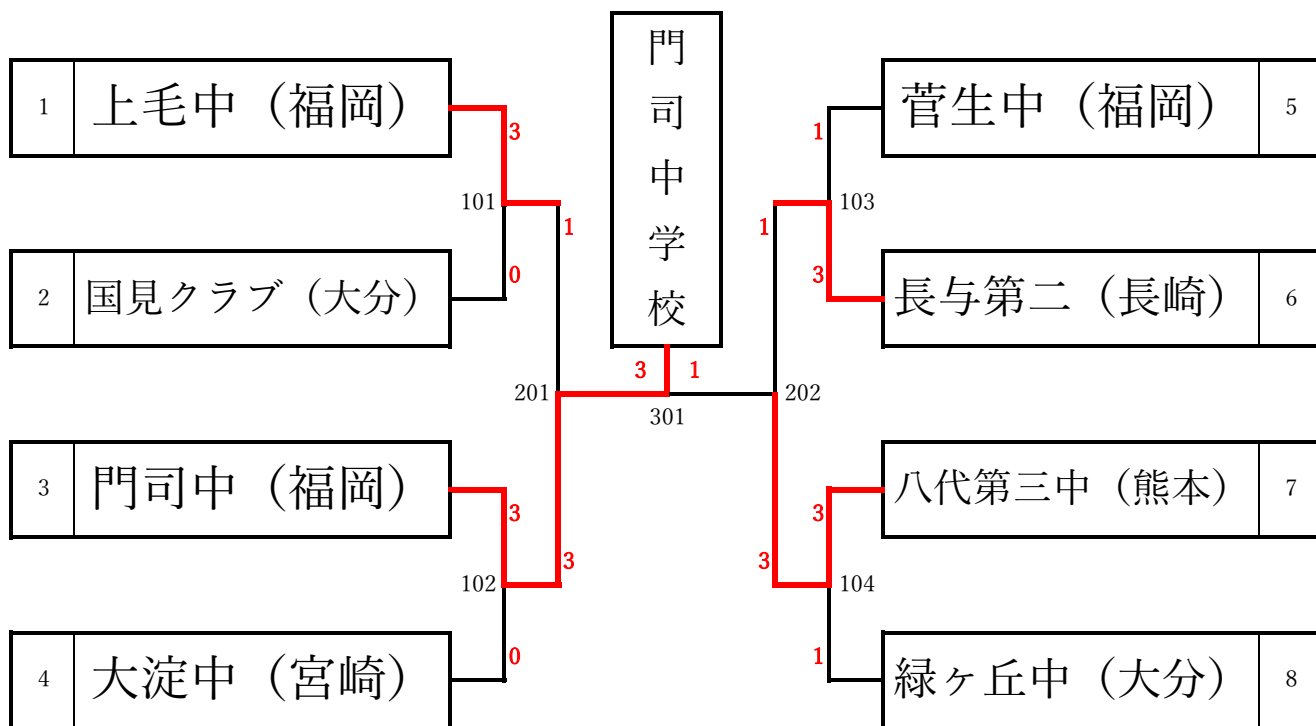 門司中学校
1 上毛中（福岡）
菅生中（福岡） 5
3
1
101
103
1
1
0
3
2 国見クラブ（大分）
長与第二（長崎） 6
3 1
201
202
301
3 門司中（福岡）
八代第三中（熊本） 7
3
3
3
3
102
104
0
1
4 大淀中（宮崎）
緑ヶ丘中（大分） 8